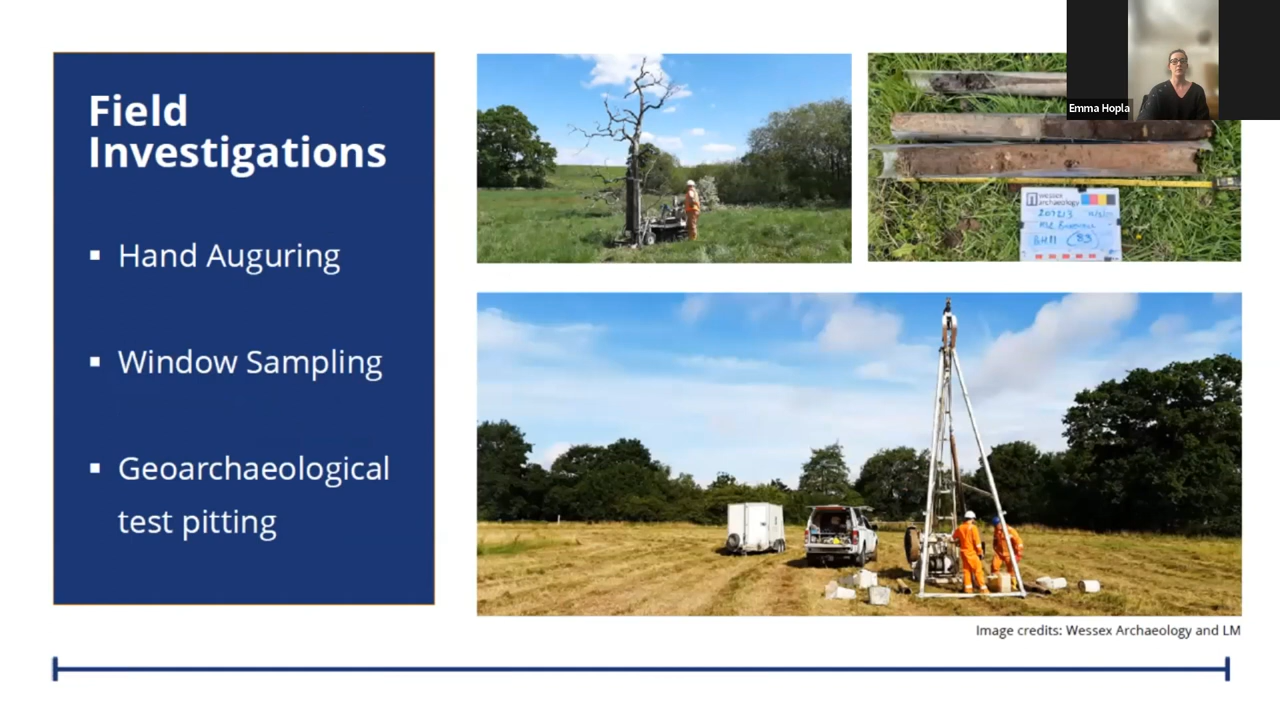 Field
Investigations
▪ Hand Auguring
▪ Window Sampling
▪ Geoarchaeological
test pitting
Emma Hopla
wessex
archaeology
BH11
Image credits: Wessex Archaeology and LM